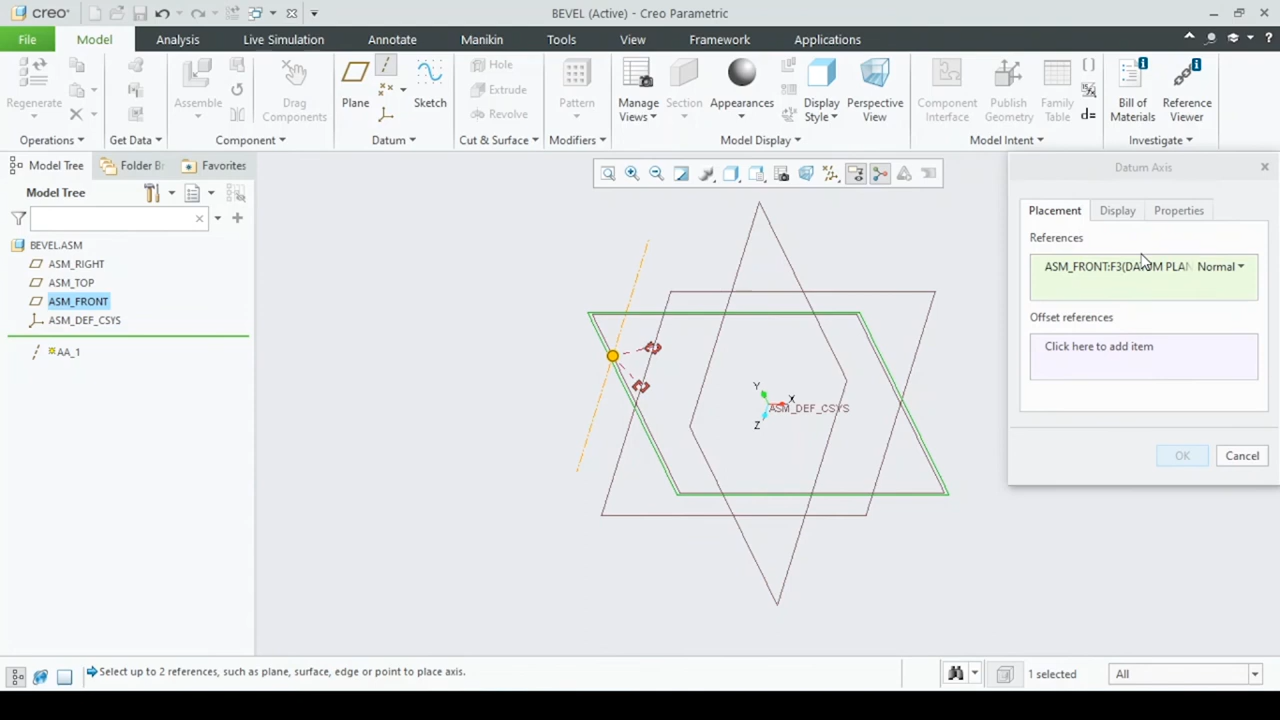 creo
BEVEL (Active) - Creo Parametric
File
Model
Analysis
Live Simulation
Annotate
Manikin
Tools
View
Framework
Applications
Regenerate
Assemble
Drag
Components
Plane
Sketch
Hole
Extrude
Revolve
Pattern
Manage
Views
Section
Appearances
Display
Style
Perspective
View
Component
Interface
Publish
Geometry
Family
Table
d=
Bill of
Materials
Reference
Viewer
Operations
Get Data
Component
Datum
Cut & Surface
Modifiers
Model Display
Model Intent
Investigate
Model Tree
Folder Br
Favorites
Model Tree
BEVEL.ASM
ASM_RIGHT
ASM_TOP
ASM_FRONT
ASM_DEF_CSYS
AA_1
Y
X
ASM_DEF_CSYS
Z
Datum Axis
Placement
Display
Properties
References
ASM_FRONT:F3(DATUM PLAN
Normal
Offset references
Click here to add item
OK
Cancel
Select up to 2 references, such as plane, surface, edge or point to place axis.
1 selected
All